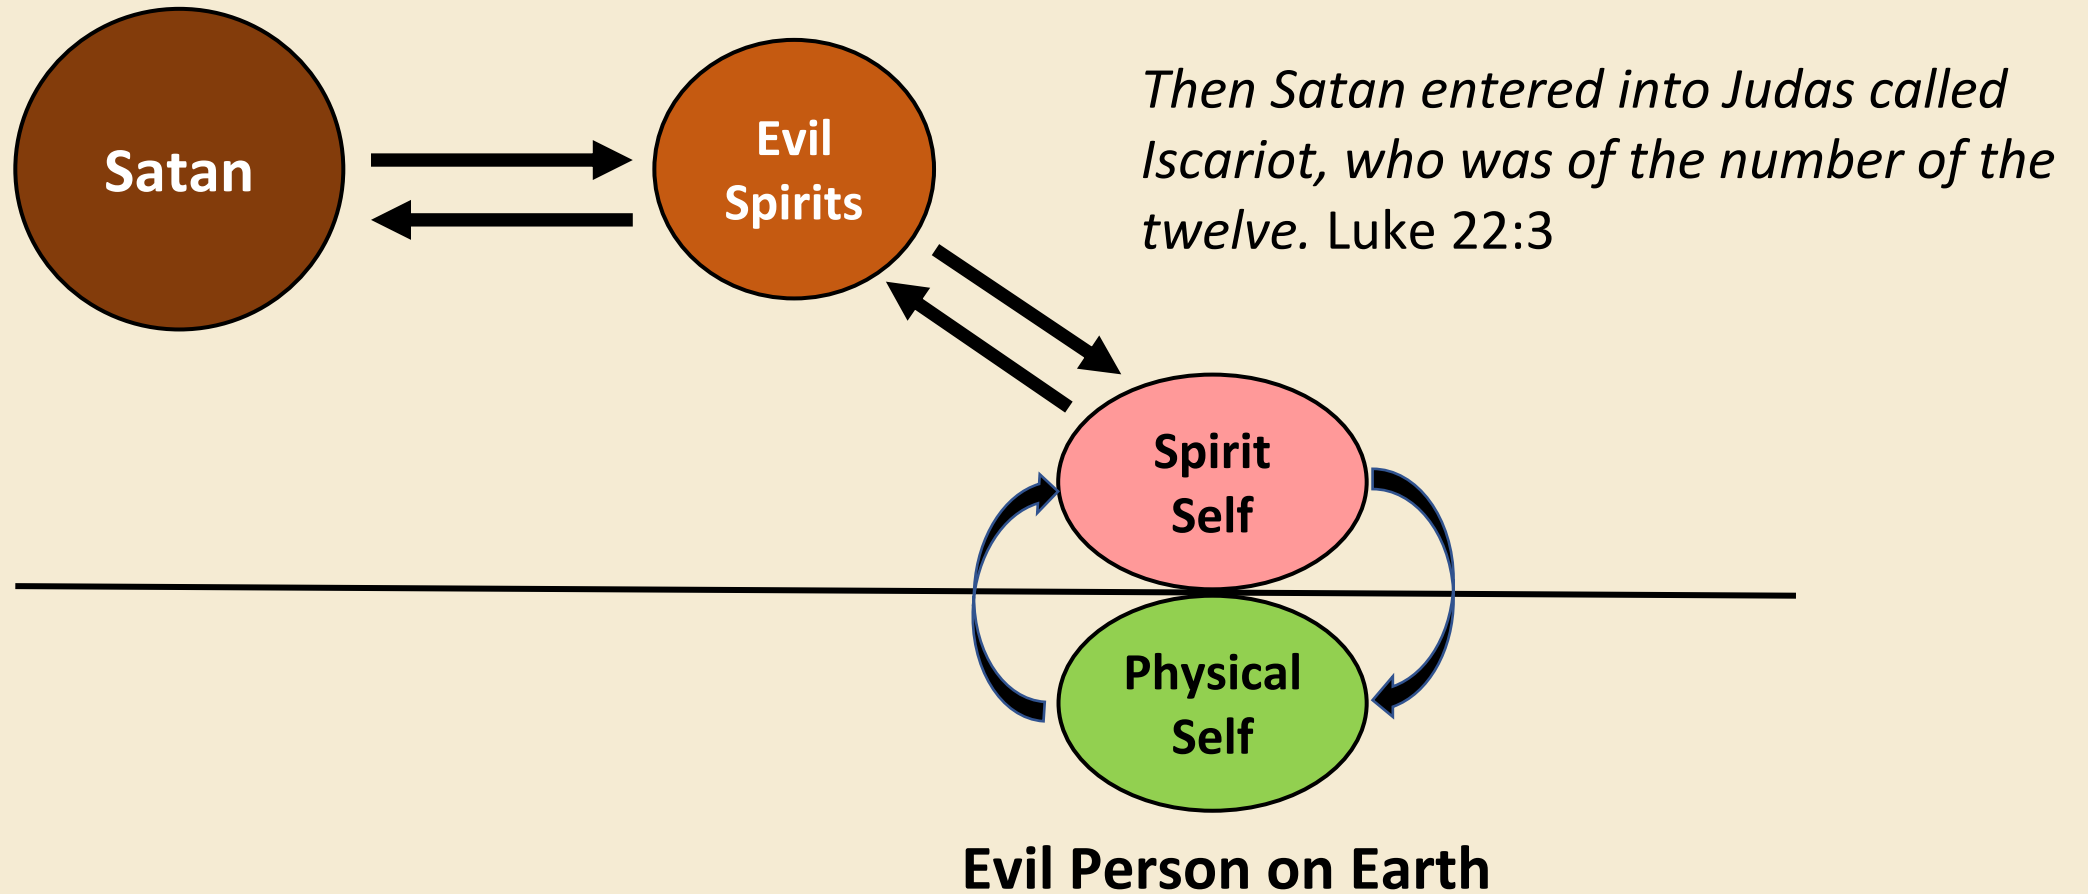 Satan
Evil
Spirits
Then Satan entered into Judas called
Iscariot, who was of the number of the
twelve. Luke 22:3
Spirit
Self
Physical
Self
Evil Person on Earth